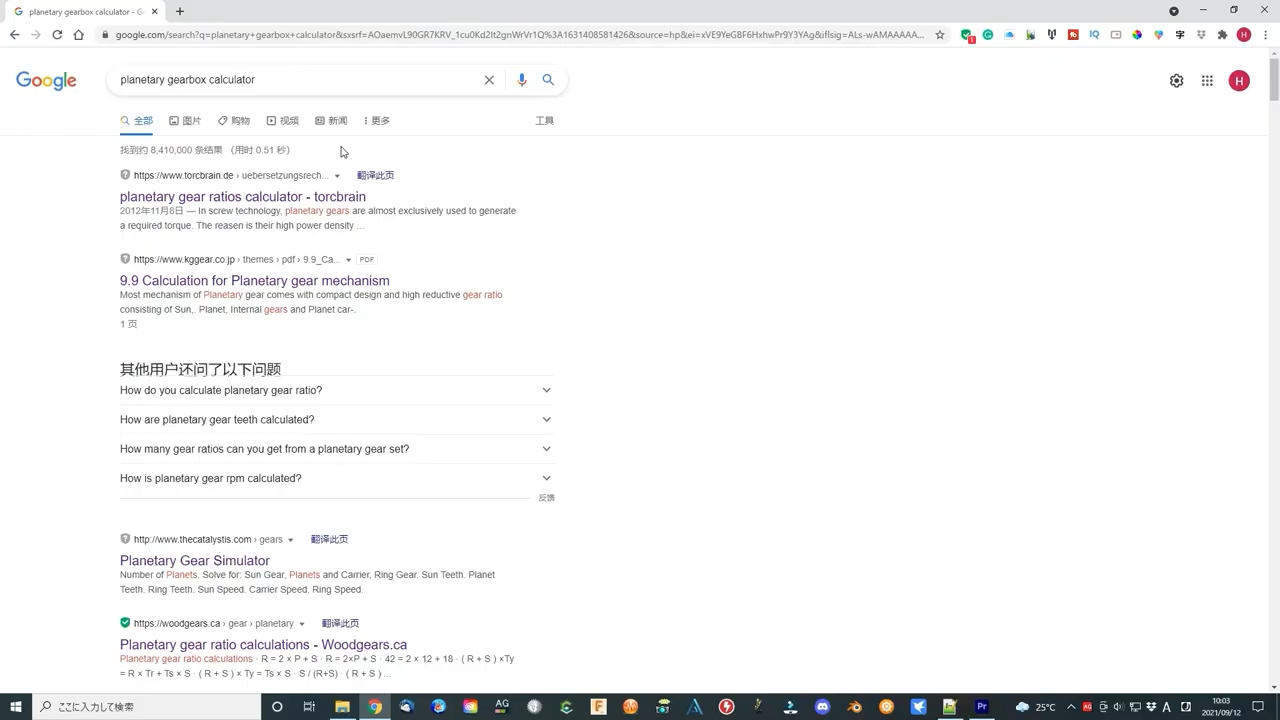 planetary gearbox calculator - G
google.com/search?q=planetary+gearbox+calculator&sxsrf=AOaemvL90GR7KRV_1cu0Kd2lt2gnWrVr1Q%3A1631408581426&source=hp&ei=xVE9YeGBF6HxhwPr9Y3YAg&iflsig=ALs-wAMAAAAA...
Google
planetary gearbox calculator
H
全部 图片 购物 视频 新闻 更多 工具
找到约 8,410,000 条结果 （用时 0.51 秒）
https://www.torcbrain.de › uebersetzungsrech... 翻译此页
planetary gear ratios calculator - torcbrain
2012年11月8日 — In screw technology, planetary gears are almost exclusively used to generate
a required torque. The reasen is their high power density ...
https://www.kggear.co.jp › themes › pdf › 9.9_Ca... PDF
9.9 Calculation for Planetary gear mechanism
Most mechanism of Planetary gear comes with compact design and high reductive gear ratio
consisting of Sun,. Planet, Internal gears and Planet car-.
1 页
其他用户还问了以下问题
How do you calculate planetary gear ratio?
How are planetary gear teeth calculated?
How many gear ratios can you get from a planetary gear set?
How is planetary gear rpm calculated?
反馈
http://www.thecatalystis.com › gears 翻译此页
Planetary Gear Simulator
Number of Planets. Solve for: Sun Gear, Planets and Carrier, Ring Gear. Sun Teeth. Planet
Teeth. Ring Teeth. Sun Speed. Carrier Speed. Ring Speed.
https://woodgears.ca › gear › planetary 翻译此页
Planetary gear ratio calculations - Woodgears.ca
Planetary gear ratio calculations · R = 2 × P + S · R = 2×P + S · 42 = 2 × 12 + 18 · ( R + S ) ×Ty
= R × Tr + Ts × S · ( R + S ) × Ty = Ts × S · S / (R+S) · ( R + S ) ...
ここに入力して検索
25°C
10:03
2021/09/12